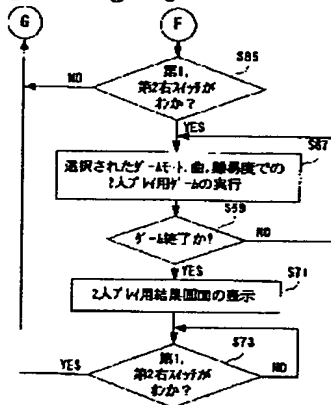 G
F
S85
第1,
第2右スイッチが
オンか?
NO
YES
S87
選択されたゲームモード,曲,難易度での
2人プレイ用ゲームの実行
ゲーム終了か?
NO
YES
S71
2人プレイ用結果画面の表示
S73
第1,
第2右スイッチが
オンか?
YES
NO